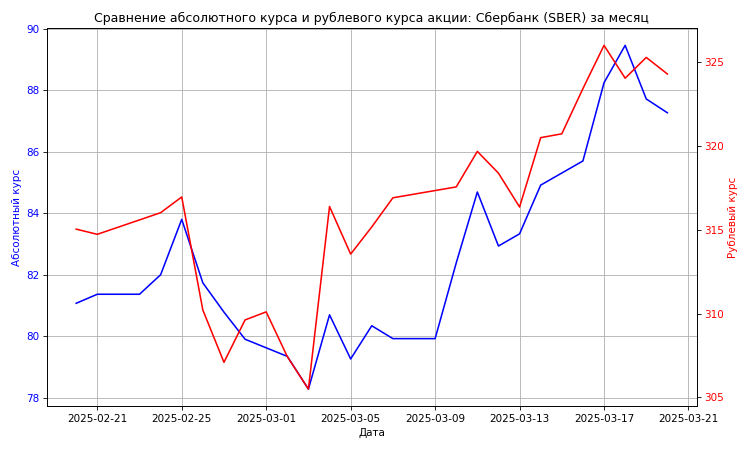 Сравнение абсолютного курса и рублевого курса акции: Сбербанк (SBER) за месяц
90
88
86
84
82
80
78
Абсолютный курс
325
320
315
310
305
Рублевый курс
2025-02-21 2025-02-25 2025-03-01 2025-03-05 2025-03-09 2025-03-13 2025-03-17 2025-03-21
Дата